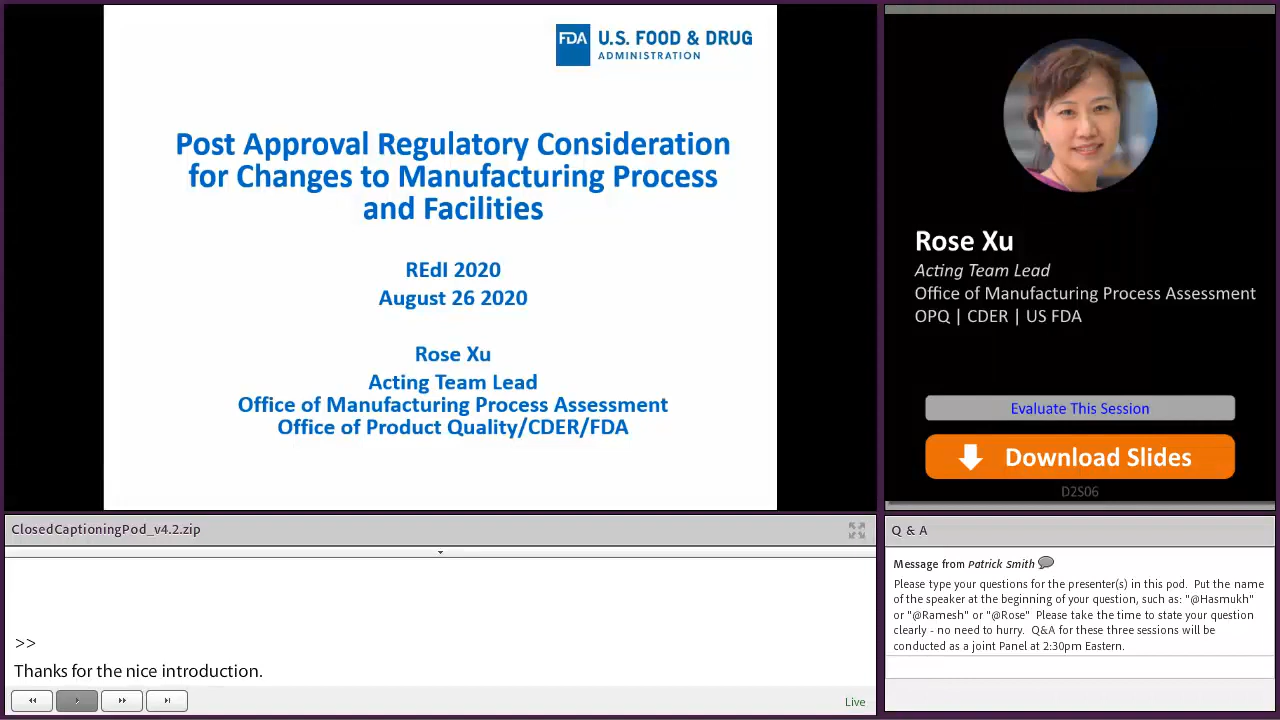 FDA U.S. FOOD & DRUG
ADMINISTRATION
Post Approval Regulatory Consideration
for Changes to Manufacturing Process
and Facilities
REdI 2020
August 26 2020
Rose Xu
Acting Team Lead
Office of Manufacturing Process Assessment
Office of Product Quality/CDER/FDA
Rose Xu
Acting Team Lead
Office of Manufacturing Process Assessment
OPQ | CDER | US FDA
Evaluate This Session
Download Slides
D2S06
ClosedCaptioningPod_v4.2.zip
>>
Thanks for the nice introduction.
Live
Q & A
Message from Patrick Smith
Please type your questions for the presenter(s) in this pod. Put the name
of the speaker at the beginning of your question, such as: "@Hasmukh"
or "@Ramesh" or "@Rose" Please take the time to state your question
clearly - no need to hurry. Q&A for these three sessions will be
conducted as a joint Panel at 2:30pm Eastern.